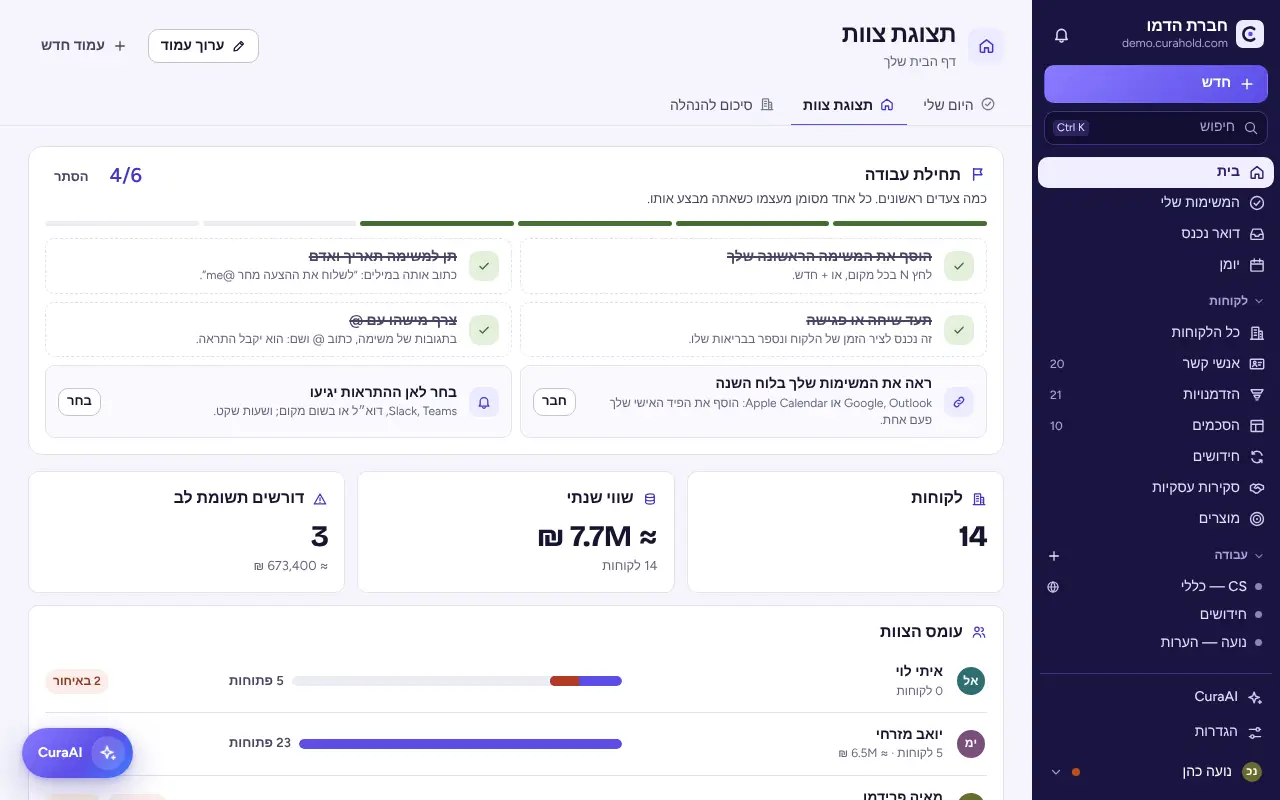 חברת הדמו
demo.curahold.com
חדש
חיפוש
Ctrl K
בית
המשימות שלי
דואר נכנס
יומן
לקוחות
כל הלקוחות
אנשי קשר 20
הזדמנויות 21
הסכמים 10
חידושים
סקירות עסקיות
מוצרים
עבודה
CS — כללי
חידושים
נועה — הערות
CuraAI
הגדרות
נכ נועה כהן
תצוגת צוות
דף הבית שלך
ערוך עמוד
עמוד חדש
היום שלי
תצוגת צוות
סיכום להנהלה
תחילת עבודה
4/6
הסתר
כמה צעדים ראשונים. כל אחד מסומן מעצמו כשאתה מבצע אותו.
הוסף את המשימה הראשונה שלך
לחץ N בכל מקום, או + חדש.
תן למשימה תאריך ואדם
כתוב אותה במילים: "לשלוח את ההצעה מחר @me".
תעד שיחה או פגישה
זה נכנס לציר הזמן של הלקוח ונספר בבריאות שלו.
צרף מישהו עם @
בתגובות של משימה, כתוב @ ושם: הוא יקבל התראה.
ראה את המשימות שלך בלוח השנה
Google, Outlook או Apple Calendar: הוסף את הפיד האישי שלך
פעם אחת.
חבר
בחר לאן ההתראות יגיעו
Slack, Teams, דוא״ל או בשום מקום; ושעות שקט.
בחר
לקוחות
14
שווי שנתי
≈ 7.7M ₪
14 לקוחות
דורשים תשומת לב
3
≈ 673,400 ₪
עומס הצוות
אל איתי לוי
0 לקוחות
5 פתוחות
2 באיחור
ימ יואב מזרחי
5 לקוחות · ≈ 6.5M ₪
23 פתוחות
מאיה פרידמן
CuraAI